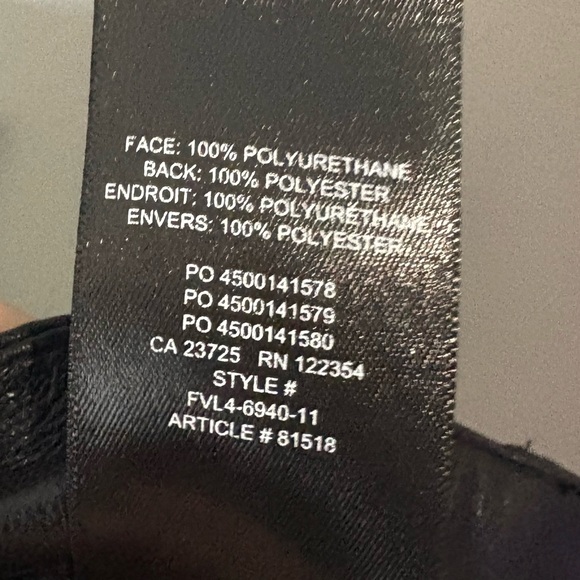 FACE: 100% POLYURETHANE
BACK: 100% POLYESTER
ENDROIT: 100% POLYURETHANE
ENVERS: 100% POLYESTER
PO 4500141578
PO 4500141579
PO 4500141580
CA 23725 RN 122354
STYLE #
FVL4-6940-11
ARTICLE # 81518